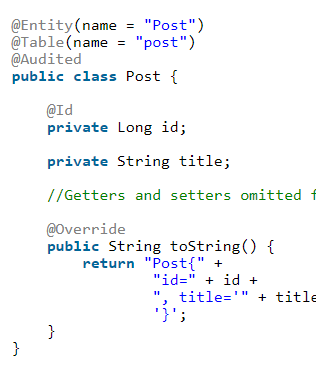 @Entity(name = "Post")
@Table(name = "post")
@Audited
public class Post {
@Id
private Long id;
private String title;
//Getters and setters omitted f
@Override
public String toString() {
return "Post{" +
"id=" + id +
", title='" + title
'}';
}
}